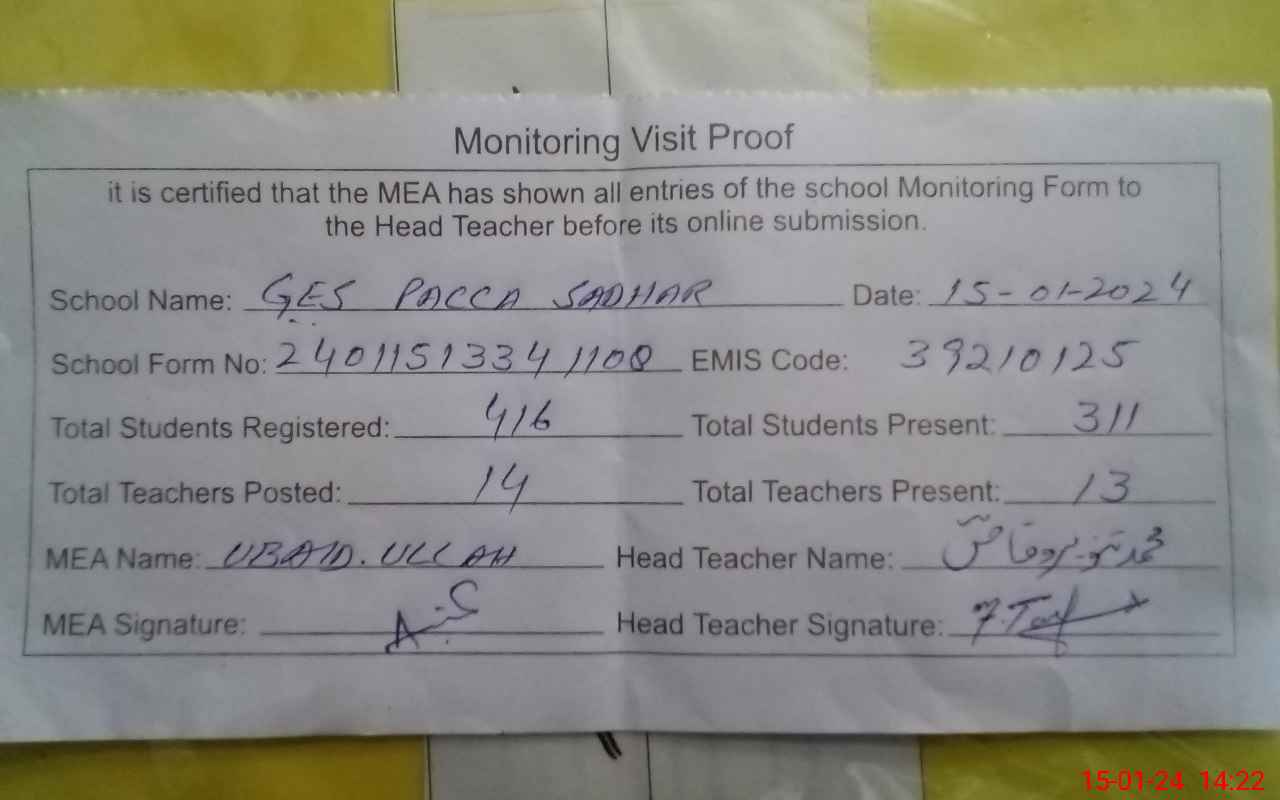 Monitoring Visit Proof
it is certified that the MEA has shown all entries of the school Monitoring Form to
the Head Teacher before its online submission.
School Name: GES PACCA SADHAR Date: 15-01-2024
School Form No: 2401151334 1108 EMIS Code: 39210125
Total Students Registered: 416 Total Students Present: 311
Total Teachers Posted: 14 Total Teachers Present: 13
MEA Name: UBAID. ULLAH Head Teacher Name: محمد
MEA Signature: Head Teacher Signature:
15-01-24 14:22